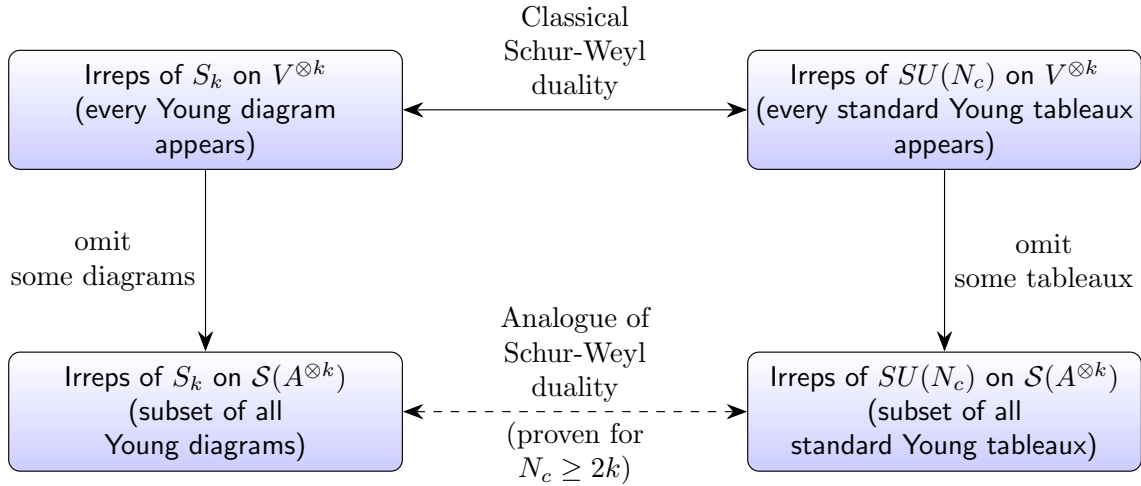 Irreps of $S_k$ on $V^{\otimes k}$
(every Young diagram
appears)
Classical
Schur-Weyl
duality
Irreps of $SU(N_c)$ on $V^{\otimes k}$
(every standard Young tableaux
appears)
omit
some diagrams
omit
some tableaux
Irreps of $S_k$ on $\mathcal{S}(A^{\otimes k})$
(subset of all
Young diagrams)
Analogue of
Schur-Weyl
duality
(proven for
$N_c \geq 2k$)
Irreps of $SU(N_c)$ on $\mathcal{S}(A^{\otimes k})$
(subset of all
standard Young tableaux)